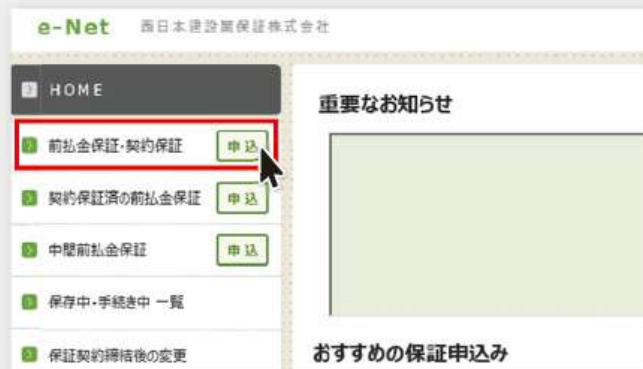 e-Net 西日本建設業保証株式会社
HOME
前払金保証・契約保証 申込
契約保証済の前払金保証 申込
中間前払金保証 申込
保存中・手続き中 一覧
保証契約締結後の変更
重要なお知らせ
おすすめの保証申込み